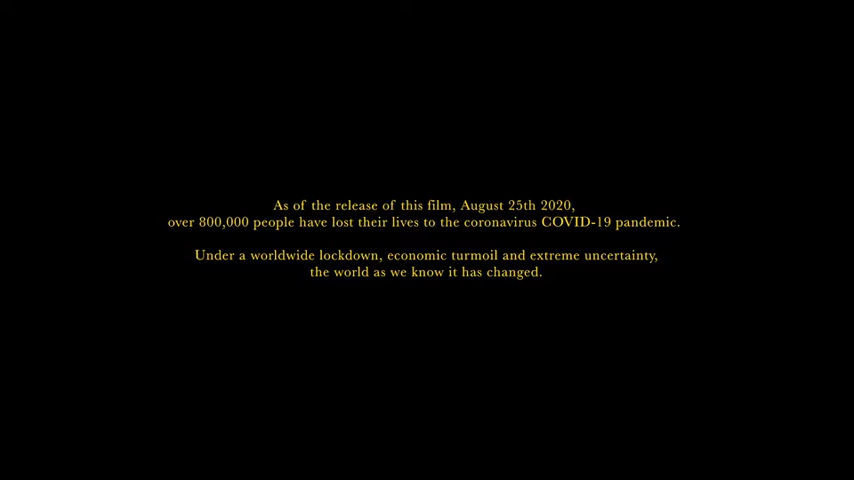 As of the release of this film, August 25th 2020,
over 800,000 people have lost their lives to the coronavirus COVID-19 pandemic.
Under a worldwide lockdown, economic turmoil and extreme uncertainty,
the world as we know it has changed.